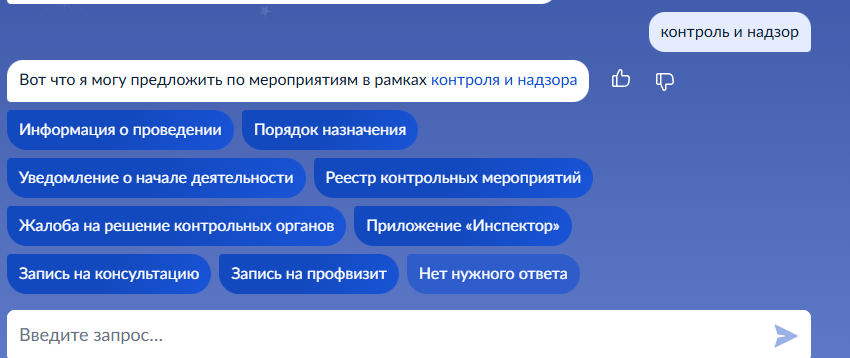 контроль и надзор
Вот что я могу предложить по мероприятиям в рамках контроля и надзора
Информация о проведении
Порядок назначения
Уведомление о начале деятельности
Реестр контрольных мероприятий
Жалоба на решение контрольных органов
Приложение «Инспектор»
Запись на консультацию
Запись на профвизит
Нет нужного ответа
Введите запрос...